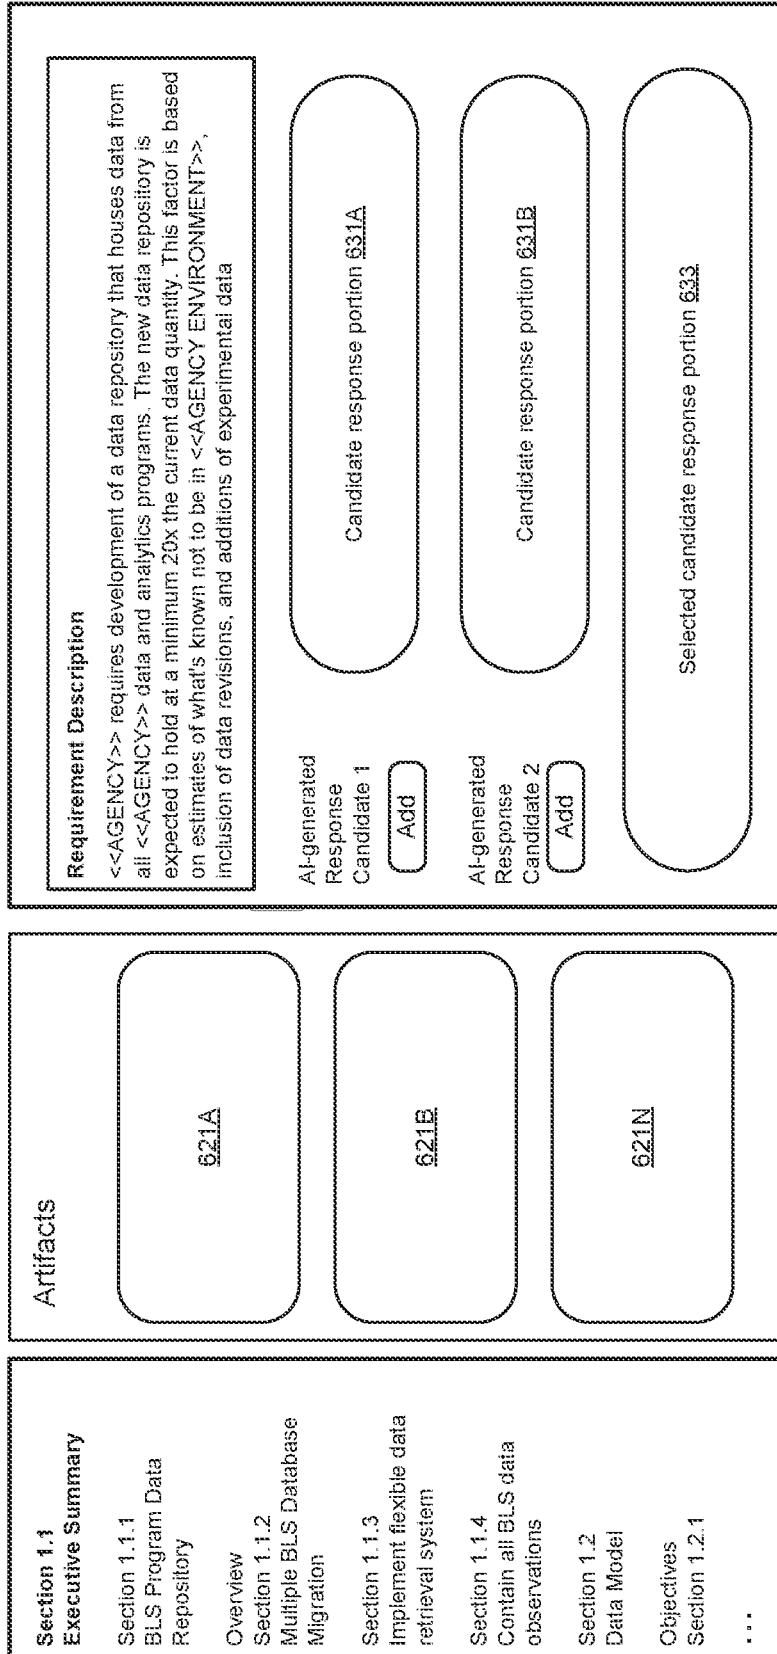 Section 1.1
Executive Summary
Section 1.1.1
BLS Program Data
Repository
Overview
Section 1.1.2
Multiple BLS Database
Migration
Section 1.1.3
Implement flexible data
retrieval system
Section 1.1.4
Contain all BLS data
observations
Section 1.2
Data Model
Objectives
Section 1.2.1
...
Artifacts
621A
621B
621N
Requirement Description
<<AGENCY>> requires development of a data repository that houses data from
all <<AGENCY>> data and analytics programs. The new data repository is
expected to hold at a minimum 20x the current data quantity. This factor is based
on estimates of what's known not to be in <<AGENCY ENVIRONMENT>>,
inclusion of data revisions, and additions of experimental data
AI-generated
Response
Candidate 1
Add
Candidate response portion 631A
AI-generated
Response
Candidate 2
Add
Candidate response portion 631B
Selected candidate response portion 633